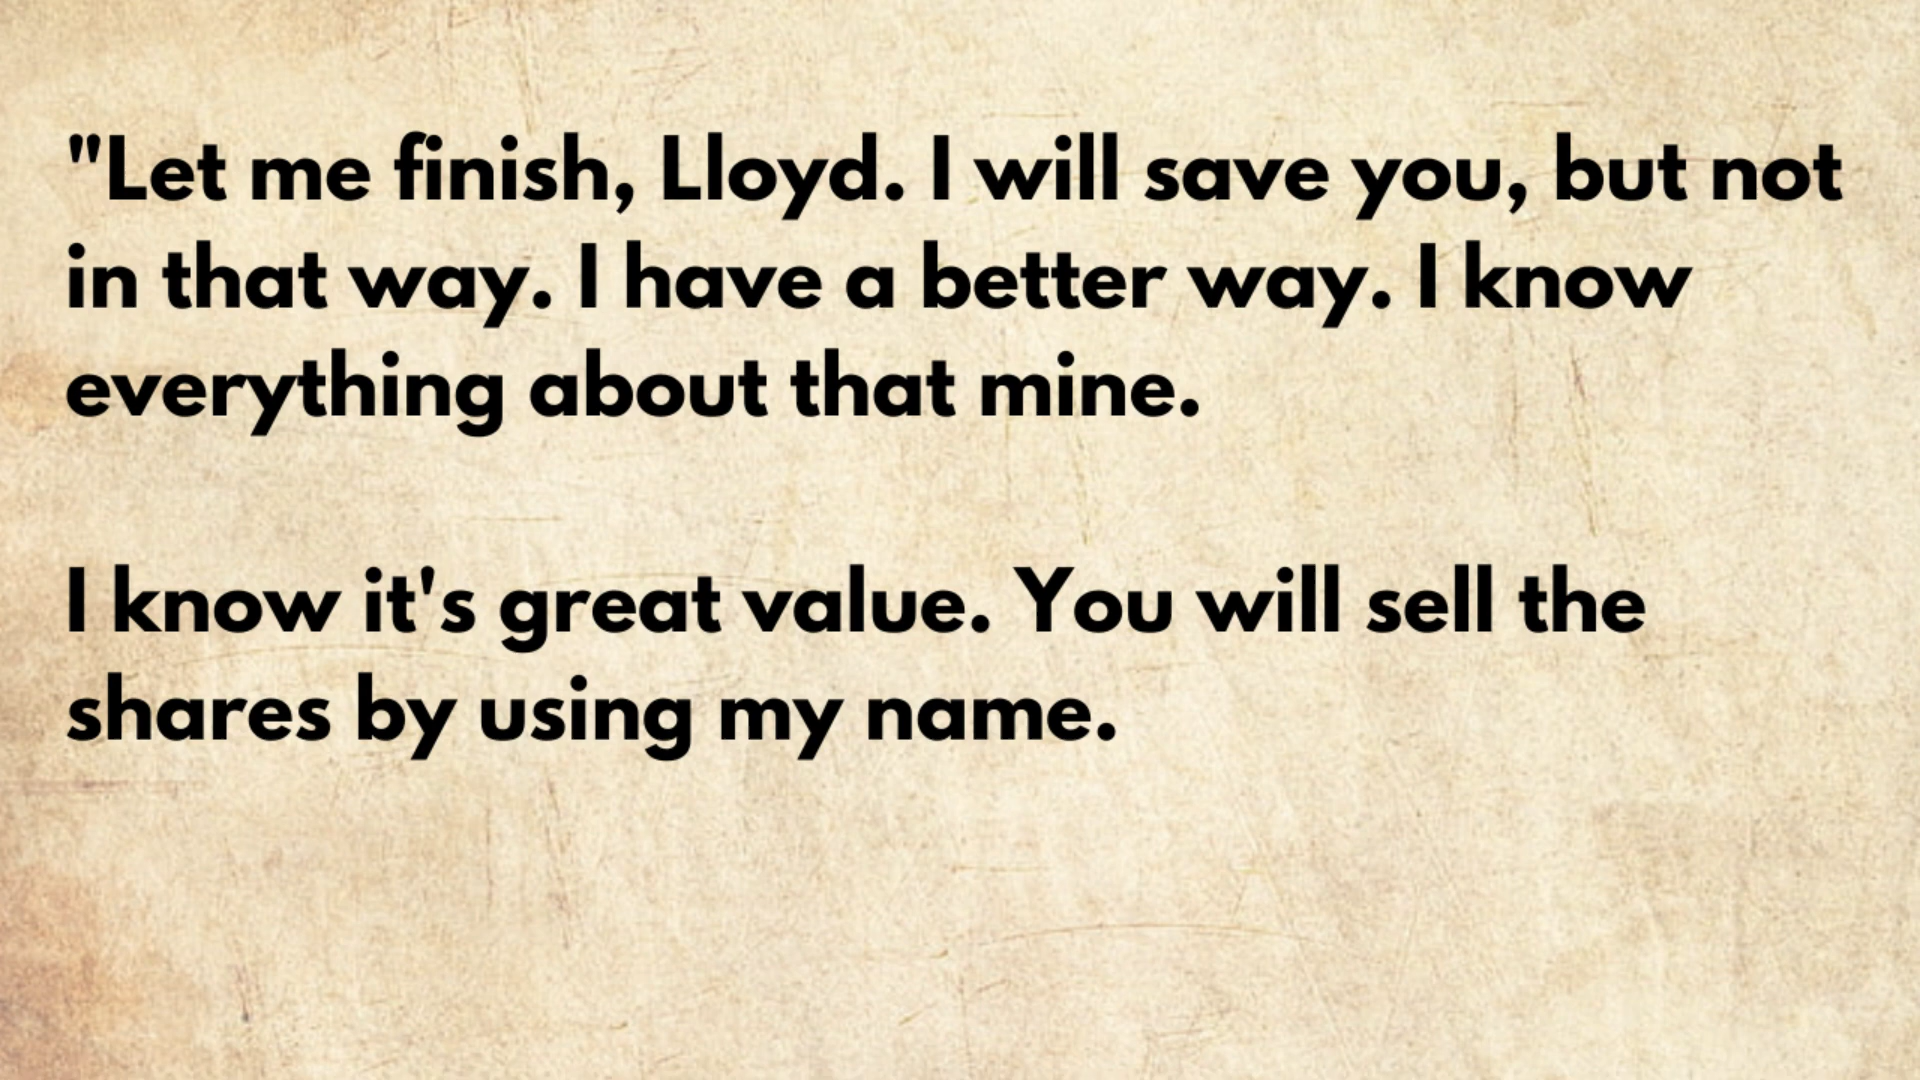 "Let me finish, Lloyd. I will save you, but not
in that way. I have a better way. I know
everything about that mine.
I know it's great value. You will sell the
shares by using my name.